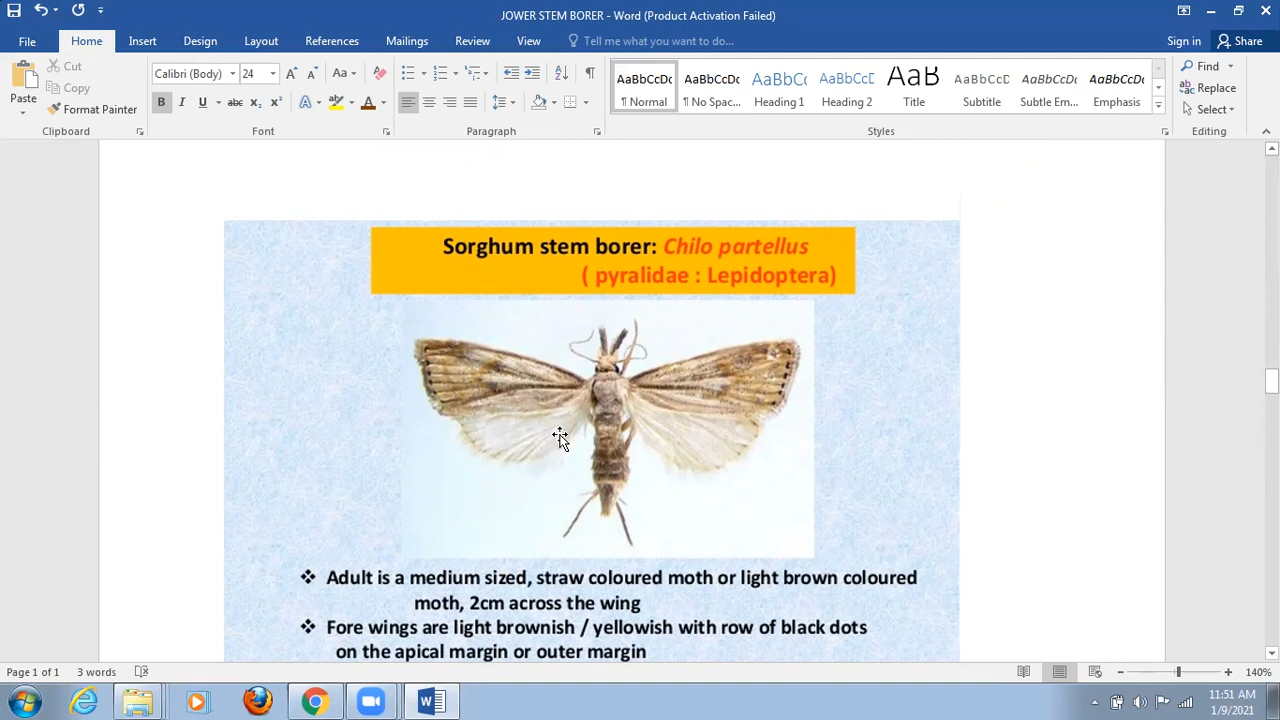 JOWER STEM BORER - Word (Product Activation Failed)
File Home Insert Design Layout References Mailings Review View Tell me what you want to do... Sign in Share
Paste Cut Copy Format Painter Clipboard
Calibri (Body) 24 Aa
B I U abc x₂ x² A A
Font Paragraph
AaBbCcDc AaBbCcDc AaBbCc AaBbCcE AaB AaBbCcD AaBbCcDc AaBbCcDc
¶ Normal ¶ No Spac... Heading 1 Heading 2 Title Subtitle Subtle Em... Emphasis
Styles
Find Replace Select Editing
Sorghum stem borer: Chilo partellus
( pyralidae : Lepidoptera)
❖ Adult is a medium sized, straw coloured moth or light brown coloured
moth, 2cm across the wing
❖ Fore wings are light brownish / yellowish with row of black dots
on the apical margin or outer margin
Page 1 of 1 3 words 140%
11:51 AM
1/9/2021